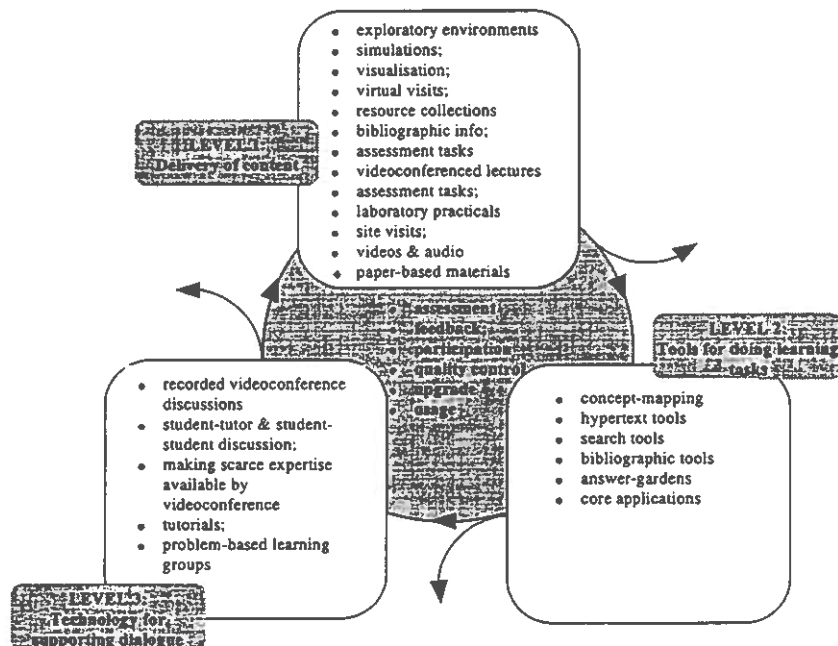 exploratory environments
simulations;
visualisation;
virtual visits;
resource collections
bibliographic info;
assessment tasks
videoconferenced lectures
assessment tasks;
laboratory practicals
site visits;
videos & audio
paper-based materials
LEVEL 1
Delivery of content
assessment
feedback
participation
quality control
upgrade &
usage
LEVEL 2
Tools for doing learning
tasks
concept-mapping
hypertext tools
search tools
bibliographic tools
answer-gardens
core applications
recorded videoconference
discussions
student-tutor & student-
student discussion;
making scarce expertise
available by
videoconference
tutorials;
problem-based learning
groups
LEVEL 3
Technology for
supporting dialogue